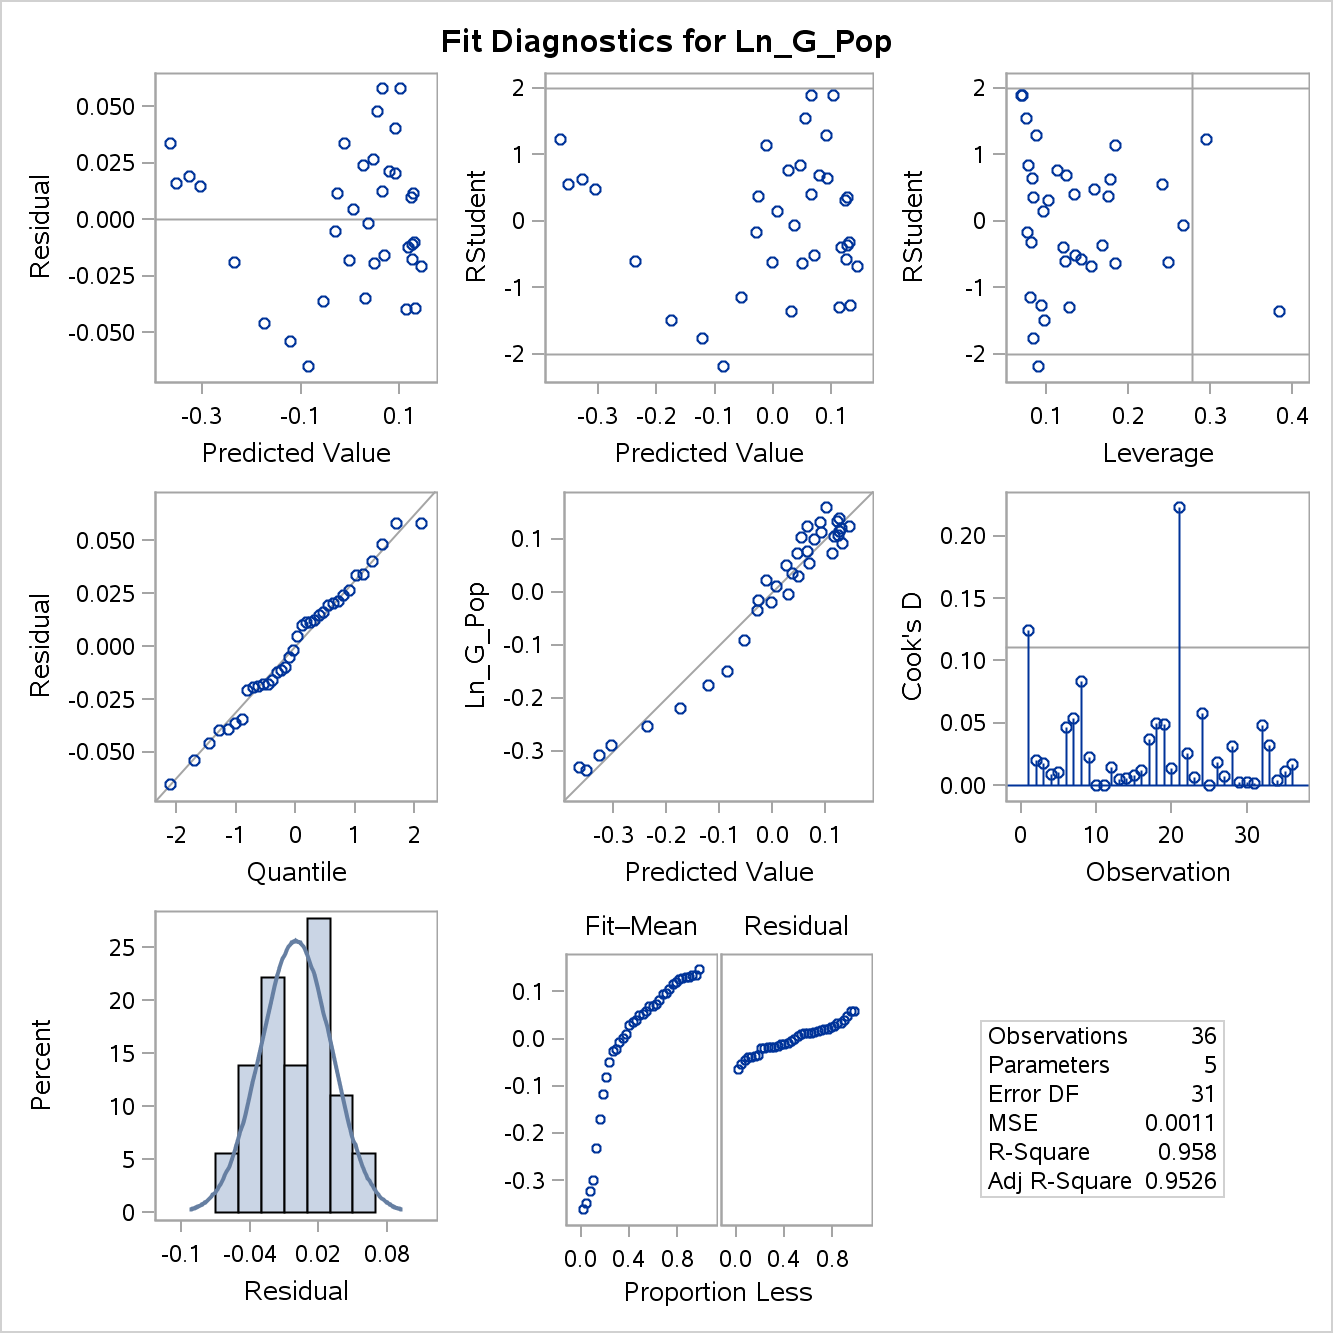 Fit Diagnostics for Ln_G_Pop
0.050
0.025
0.000
-0.025
-0.050
Residual
-0.3 -0.1 0.1
Predicted Value
2
1
0
-1
-2
RStudent
-0.3 -0.2 -0.1 0.0 0.1
Predicted Value
2
1
0
-1
-2
RStudent
0.1 0.2 0.3 0.4
Leverage
0.050
0.025
0.000
-0.025
-0.050
Residual
-2 -1 0 1 2
Quantile
0.1
0.0
-0.1
-0.2
-0.3
Ln_G_Pop
-0.3 -0.2 -0.1 0.0 0.1
Predicted Value
0.20
0.15
0.10
0.05
0.00
Cook's D
0 10 20 30
Observation
25
20
15
10
5
0
Percent
-0.1 -0.04 0.02 0.08
Residual
Fit–Mean Residual
0.1
0.0
-0.1
-0.2
-0.3
0.0 0.4 0.8 0.0 0.4 0.8
Proportion Less
Observations 36
Parameters 5
Error DF 31
MSE 0.0011
R-Square 0.958
Adj R-Square 0.9526